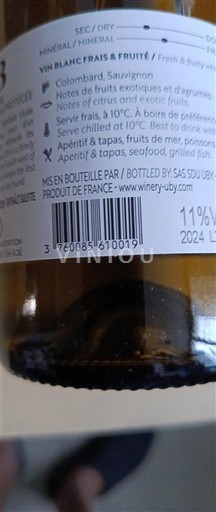 SEC / DRY
MINÉRAL / MINERAL
VIN BLANC FRAIS & FRUITÉ / Fresh & fruity
Colombard, Sauvignon
Notes de fruits exotiques et d'agrumes,
Notes of citrus and exotic fruits.
Servir frais, à 10°C. À boire de préférence
Serve chilled at 10°C. Best to drink
Apéritif & tapas, fruits de mer, poissons
Apéritif & tapas, seafood, grilled fish,
MIS EN BOUTEILLE PAR / BOTTLED BY: SAS SDU UBY
PRODUIT DE FRANCE • www.winery-uby.com
3 760085 610019
11%
2024
VINIOU